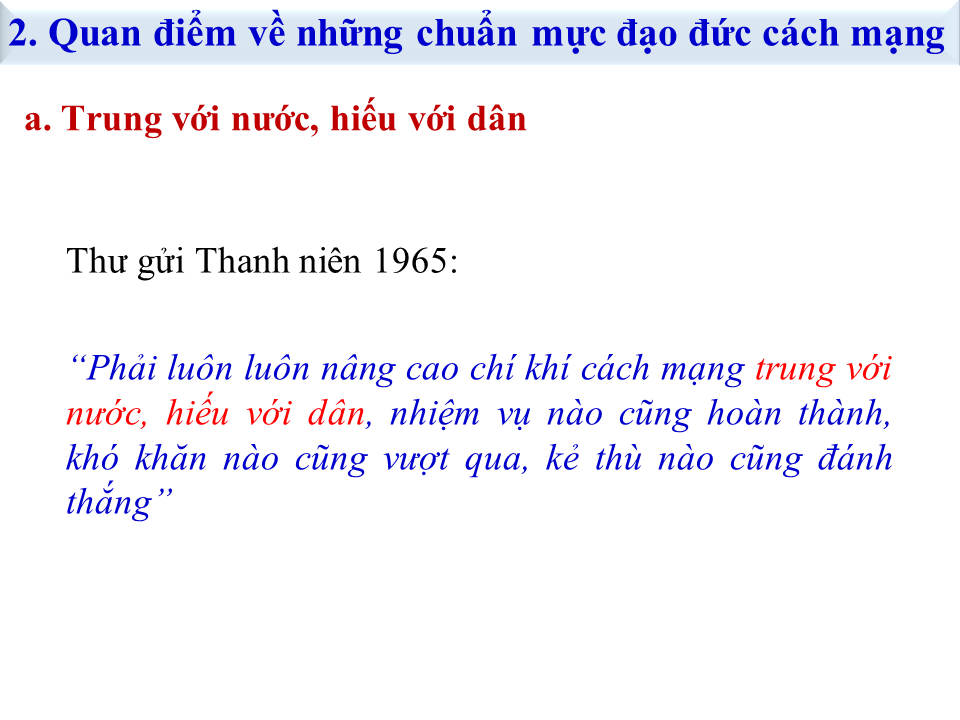 2. Quan điểm về những chuẩn mực đạo đức cách mạng
a. Trung với nước, hiếu với dân
Thư gửi Thanh niên 1965:
“Phải luôn luôn nâng cao chí khí cách mạng trung với
nước, hiếu với dân, nhiệm vụ nào cũng hoàn thành,
khó khăn nào cũng vượt qua, kẻ thù nào cũng đánh
thắng”